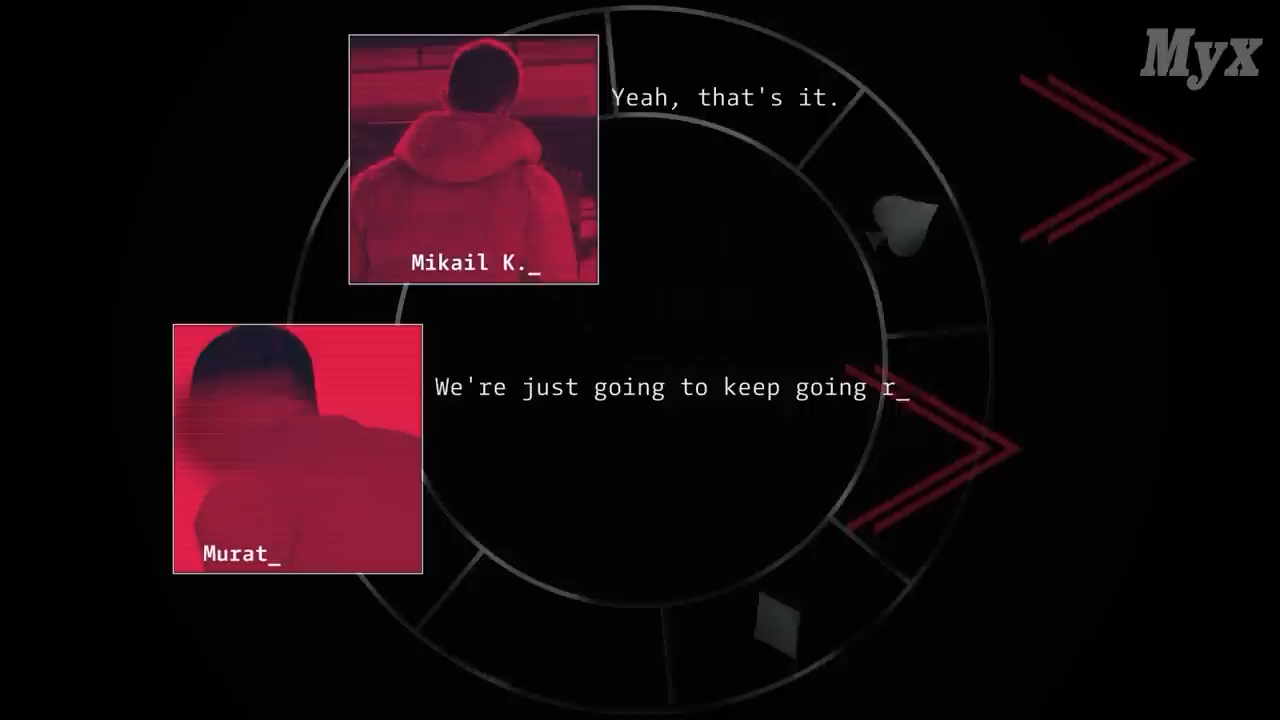 Myx
Yeah, that's it.
Mikail K._
We're just going to keep going r_
Murat_